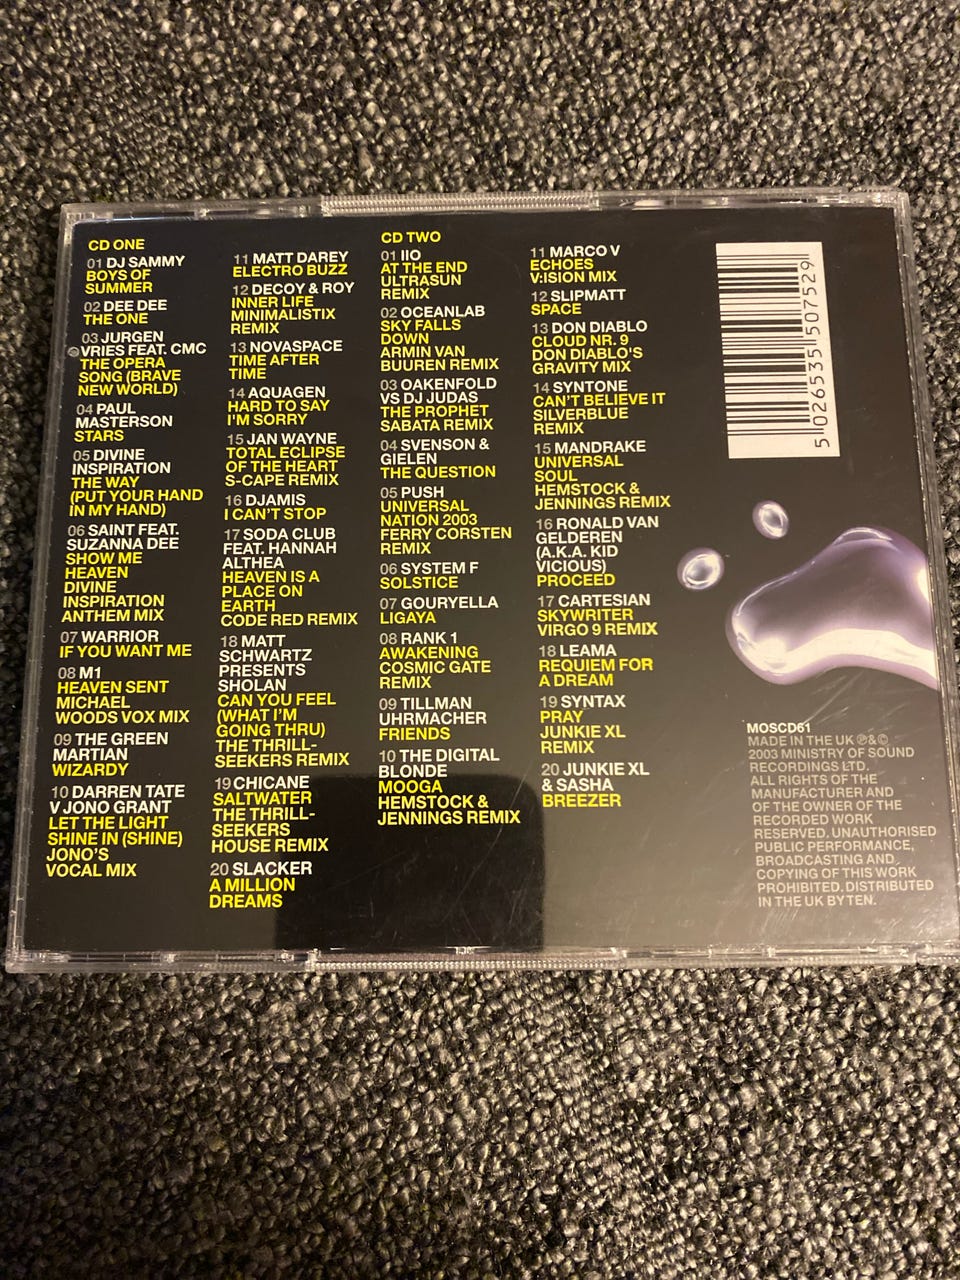 CD ONE
01 DJ SAMMY
BOYS OF
SUMMER
02 DEE DEE
THE ONE
03 JURGEN
VRIES FEAT. CMC
THE OPERA
SONG (BRAVE
NEW WORLD)
04 PAUL
MASTERSON
STARS
05 DIVINE
INSPIRATION
THE WAY
(PUT YOUR HAND
IN MY HAND)
06 SAINT FEAT.
SUZANNA DEE
SHOW ME
HEAVEN
DIVINE
INSPIRATION
ANTHEM MIX
07 WARRIOR
IF YOU WANT ME
08 M1
HEAVEN SENT
MICHAEL
WOODS VOX MIX
09 THE GREEN
MARTIAN
WIZARDY
10 DARREN TATE
V JONO GRANT
LET THE LIGHT
SHINE IN (SHINE)
JONO'S
VOCAL MIX
11 MATT DAREY
ELECTRO BUZZ
12 DECOY & ROY
INNER LIFE
MINIMALISTIX
REMIX
13 NOVASPACE
TIME AFTER
TIME
14 AQUAGEN
HARD TO SAY
I'M SORRY
15 JAN WAYNE
TOTAL ECLIPSE
OF THE HEART
S-CAPE REMIX
16 DJAMIS
I CAN'T STOP
17 SODA CLUB
FEAT. HANNAH
ALTHEA
HEAVEN IS A
PLACE ON
EARTH
CODE RED REMIX
18 MATT
SCHWARTZ
PRESENTS
SHOLAN
CAN YOU FEEL
(WHAT I'M
GOING THRU)
THE THRILL-
SEEKERS REMIX
19 CHICANE
SALTWATER
THE THRILL-
SEEKERS
HOUSE REMIX
20 SLACKER
A MILLION
DREAMS
CD TWO
01 IIO
AT THE END
ULTRASUN
REMIX
02 OCEANLAB
SKY FALLS
DOWN
ARMIN VAN
BUUREN REMIX
03 OAKENFOLD
VS DJ JUDAS
THE PROPHET
SABATA REMIX
04 SVENSON &
GIELEN
THE QUESTION
05 PUSH
UNIVERSAL
NATION 2003
FERRY CORSTEN
REMIX
06 SYSTEM F
SOLSTICE
07 GOURYELLA
LIGAYA
08 RANK 1
AWAKENING
COSMIC GATE
REMIX
09 TILLMAN
UHRMACHER
FRIENDS
10 THE DIGITAL
BLONDE
MOOGA
HEMSTOCK &
JENNINGS REMIX
11 MARCO V
ECHOES
V:ISION MIX
12 SLIPMATT
SPACE
13 DON DIABLO
CLOUD NR. 9
DON DIABLO'S
GRAVITY MIX
14 SYNTONE
CAN'T BELIEVE IT
SILVERBLUE
REMIX
15 MANDRAKE
UNIVERSAL
SOUL
HEMSTOCK &
JENNINGS REMIX
16 RONALD VAN
GELDEREN
(A.K.A. KID
VICIOUS)
PROCEED
17 CARTESIAN
SKYWRITER
VIRGO 9 REMIX
18 LEAMA
REQUIEM FOR
A DREAM
19 SYNTAX
PRAY
JUNKIE XL
REMIX
20 JUNKIE XL
& SASHA
BREEZER
5 026535 507529
MOSCD61
MADE IN THE UK ℗&©
2003 MINISTRY OF SOUND
RECORDINGS LTD.
ALL RIGHTS OF THE
MANUFACTURER AND
OF THE OWNER OF THE
RECORDED WORK
RESERVED. UNAUTHORISED
PUBLIC PERFORMANCE,
BROADCASTING AND
COPYING OF THIS WORK
PROHIBITED. DISTRIBUTED
IN THE UK BY TEN.